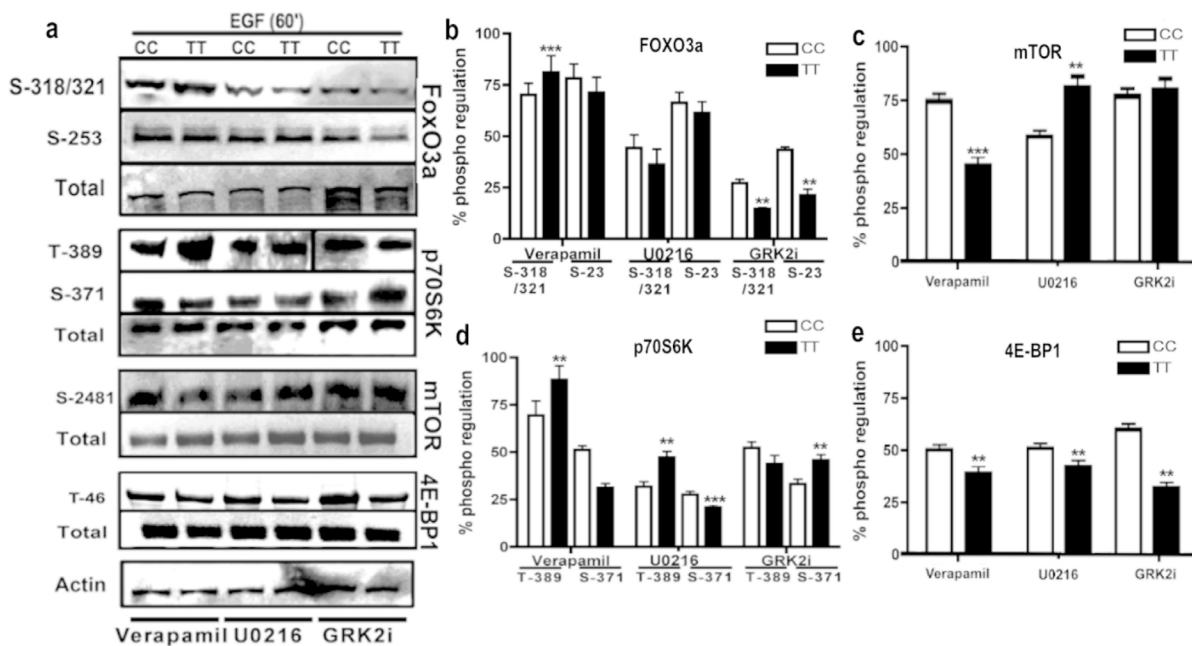 a
EGF (60')
CC TT CC TT CC TT
S-318/321
S-253
Total
FoxO3a
T-389
S-371
Total
p70S6K
S-2481
Total
mTOR
T-46
Total
4E-BP1
Actin
Verapamil U0216 GRK2i
b
FOXO3a
CC
TT
% phospho regulation
100
75
50
25
0
Verapamil U0216 GRK2i
S-318 S-23 S-318 S-23 S-318 S-23
/321 /321 /321
***
** **
c
mTOR
CC
TT
% phospho regulation
100
75
50
25
0
***
**
Verapamil U0216 GRK2i
d
p70S6K
CC
TT
% phospho regulation
100
75
50
25
0
**
** ***
**
Verapamil U0216 GRK2i
T-389 S-371 T-389 S-371 T-389 S-371
e
4E-BP1
CC
TT
% phospho regulation
100
75
50
25
0
** ** **
Verapamil U0216 GRK2i